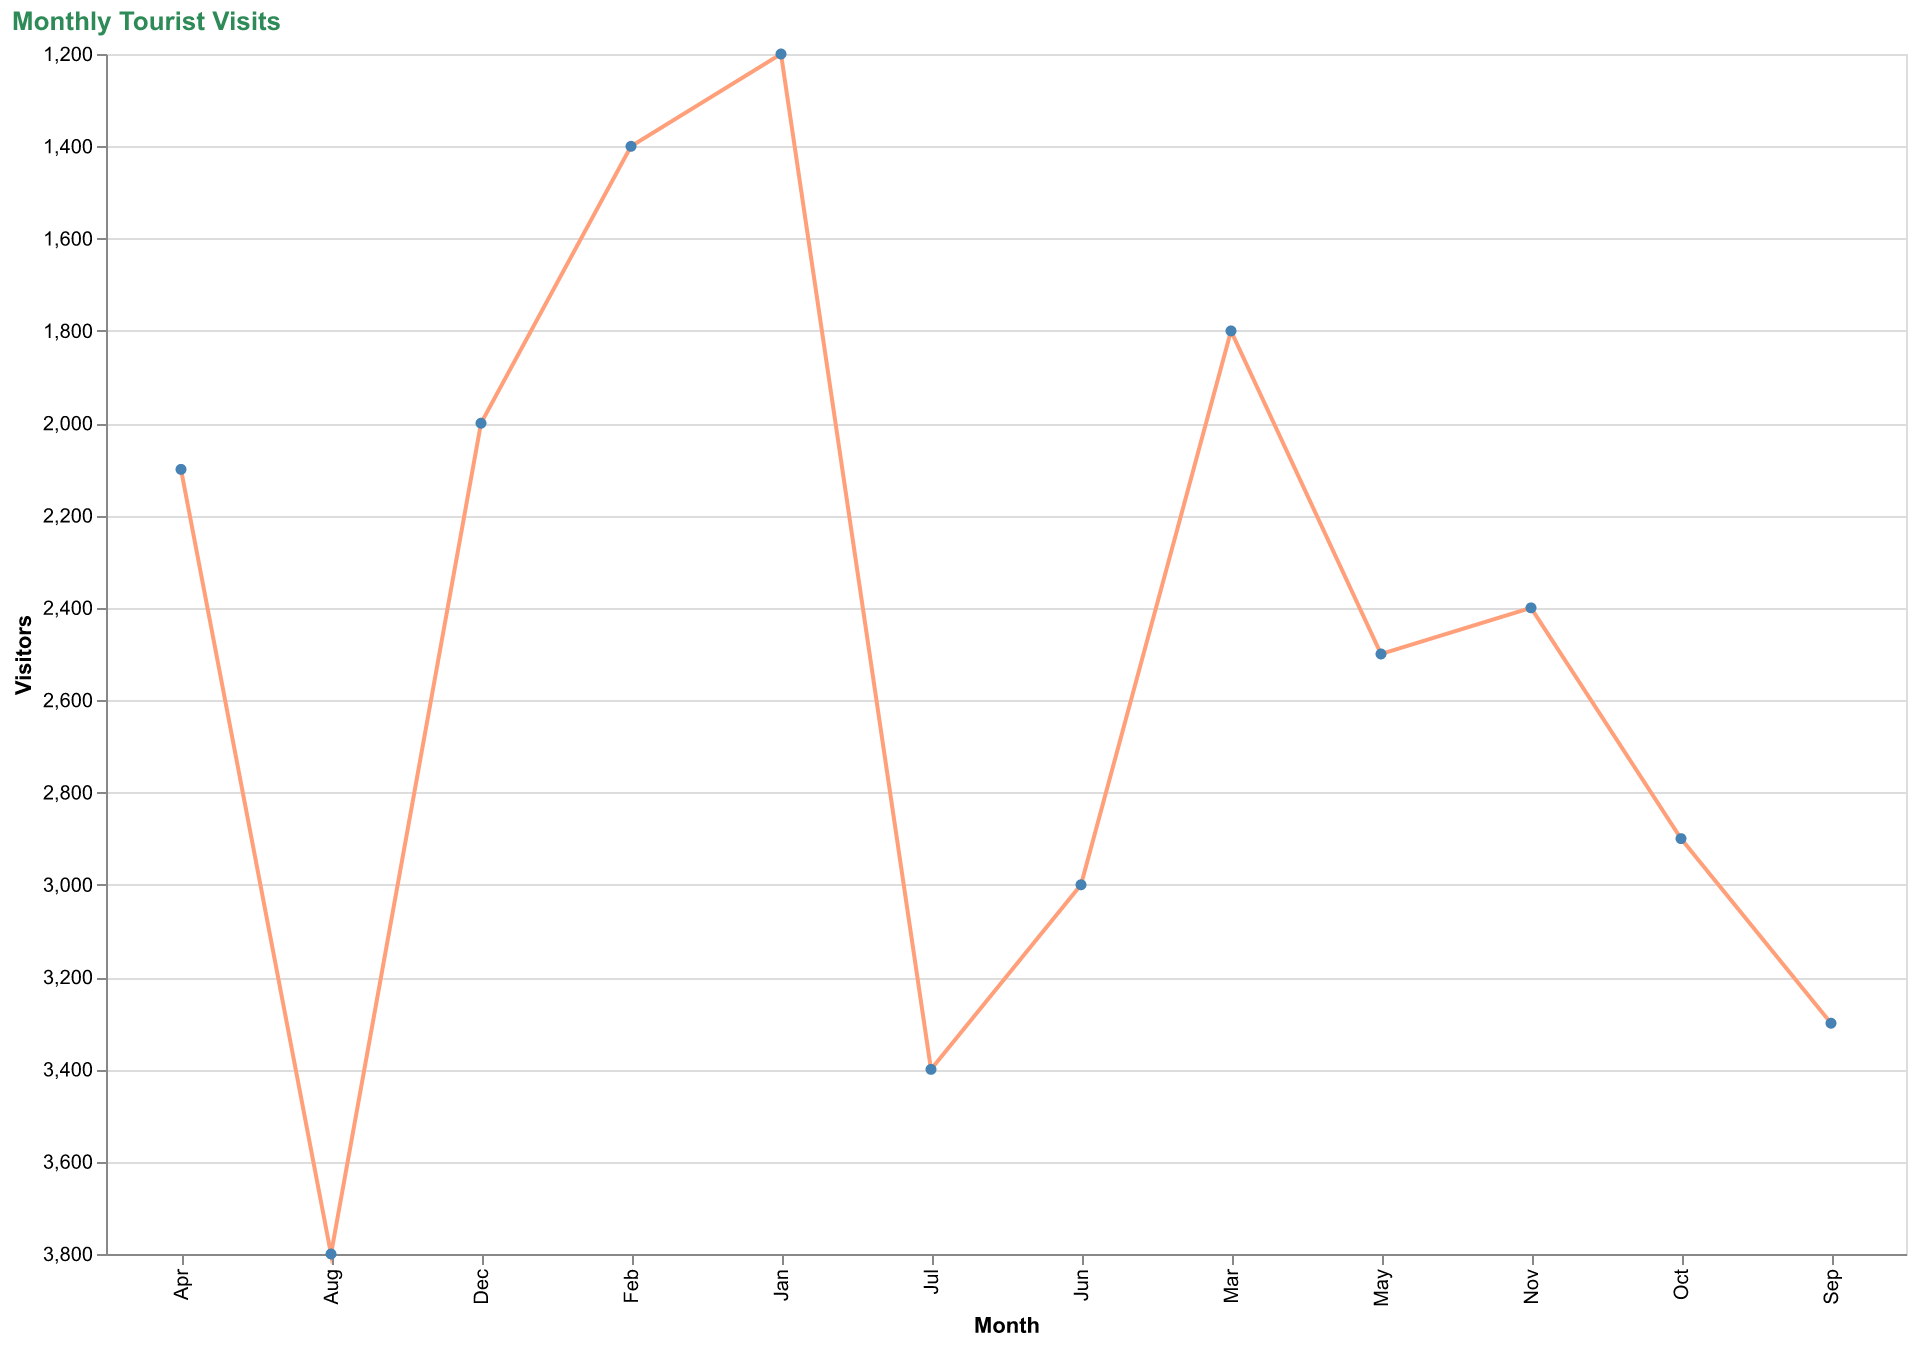 Monthly Tourist Visits
1,200
1,400
1,600
1,800
2,000
2,200
2,400
2,600
2,800
3,000
3,200
3,400
3,600
3,800
Visitors
Apr
Aug
Dec
Feb
Jan
Jul
Jun
Mar
May
Nov
Oct
Sep
Month